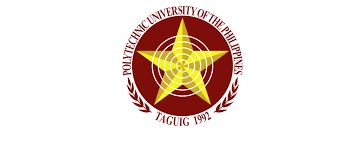 POLYTECHNIC UNIVERSITY OF THE PHILIPPINES
TAGUIG 1992